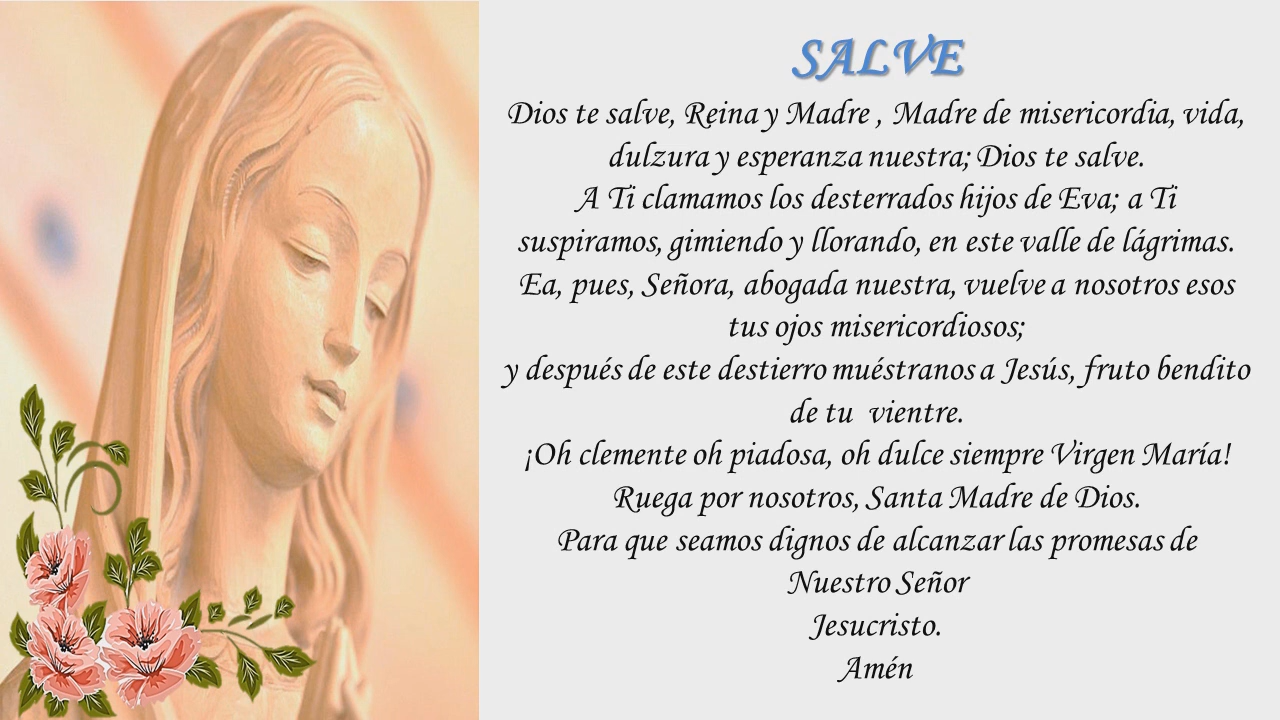 SALVE
Dios te salve, Reina y Madre , Madre de misericordia, vida,
dulzura y esperanza nuestra; Dios te salve.
A Ti clamamos los desterrados hijos de Eva; a Ti
suspiramos, gimiendo y llorando, en este valle de lágrimas.
Ea, pues, Señora, abogada nuestra, vuelve a nosotros esos
tus ojos misericordiosos;
y después de este destierro muéstranos a Jesús, fruto bendito
de tu  vientre.
¡Oh clemente oh piadosa, oh dulce siempre Virgen María!
Ruega por nosotros, Santa Madre de Dios.
Para que seamos dignos de alcanzar las promesas de
Nuestro Señor
Jesucristo.
Amén